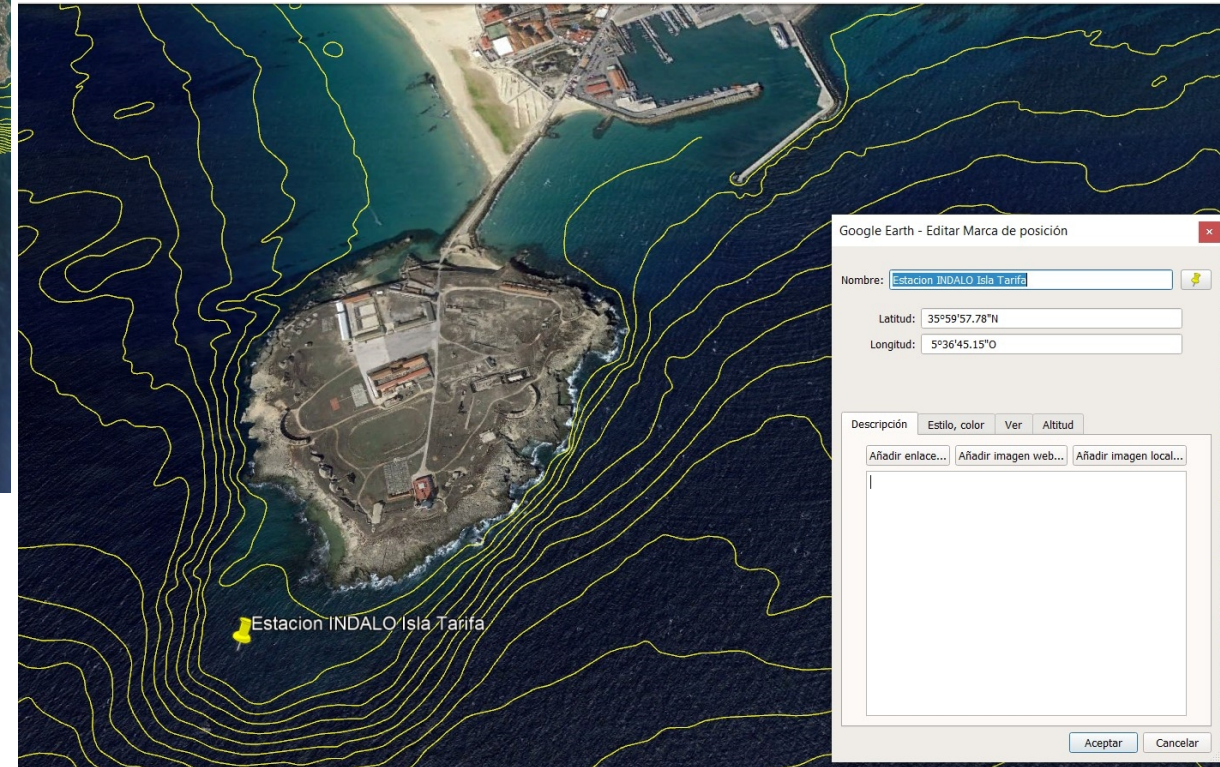 Google Earth - Editar Marca de posición
Nombre: Estacion INDALO Isla Tarifa
Latitud: 35°59'57.78"N
Longitud: 5°36'45.15"O
Descripción Estilo, color Ver Altitud
Añadir enlace... Añadir imagen web... Añadir imagen local...
Aceptar Cancelar
Estacion INDALO Isla Tarifa